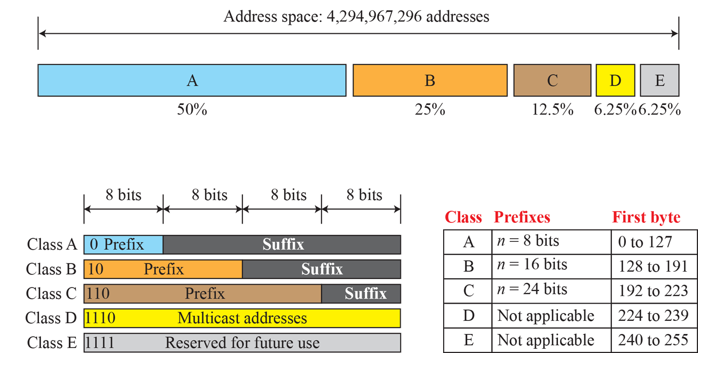 Address space: 4,294,967,296 addresses
A B C D E
50% 25% 12.5% 6.25% 6.25%
8 bits 8 bits 8 bits 8 bits
Class A 0 Prefix Suffix
Class B 10 Prefix Suffix
Class C 110 Prefix Suffix
Class D 1110 Multicast addresses
Class E 1111 Reserved for future use
Class Prefixes First byte
A n = 8 bits 0 to 127
B n = 16 bits 128 to 191
C n = 24 bits 192 to 223
D Not applicable 224 to 239
E Not applicable 240 to 255